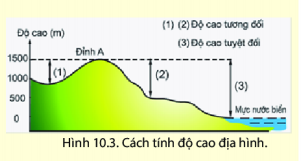 Độ cao (m)
(1) (2) Độ cao tương đối
(3) Độ cao tuyệt đối
Đỉnh A
1500
1000
500
0
(1)
(2)
(3)
Mực nước biển
Hình 10.3. Cách tính độ cao địa hình.